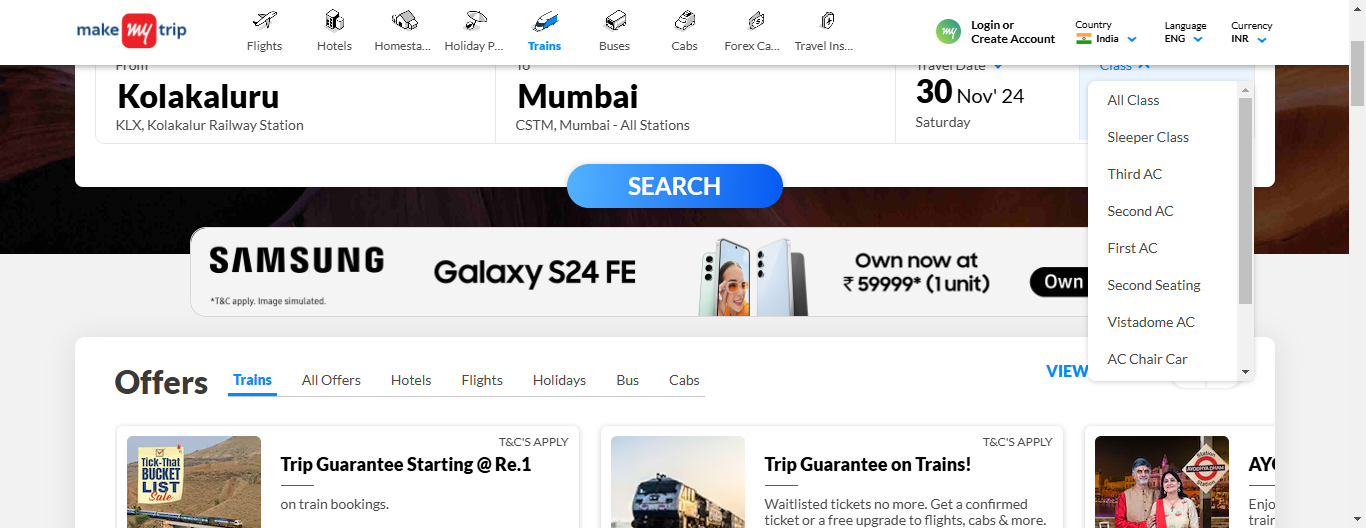 make my trip
Flights
Hotels
Homesta...
Holiday P...
Trains
Buses
Cabs
Forex Ca...
Travel Ins...
my
Login or
Create Account
Country
India
Language
ENG
Currency
INR
From
Kolakaluru
KLX, Kolakalur Railway Station
To
Mumbai
CSTM, Mumbai - All Stations
Travel Date
30 Nov' 24
Saturday
Class
All Class
Sleeper Class
Third AC
Second AC
First AC
Second Seating
Vistadome AC
AC Chair Car
SEARCH
SAMSUNG
*T&C apply. Image simulated.
Galaxy S24 FE
Own now at
₹ 59999* (1 unit)
Own
Offers
Trains
All Offers
Hotels
Flights
Holidays
Bus
Cabs
VIEW
TICK-THAT
BUCKET
LIST
Sale
T&C'S APPLY
Trip Guarantee Starting @ Re.1
on train bookings.
T&C'S APPLY
Trip Guarantee on Trains!
Waitlisted tickets no more. Get a confirmed
ticket or a free upgrade to flights, cabs & more.
Station
AYODHYA DHAM
Station
AYO
Enjo
train